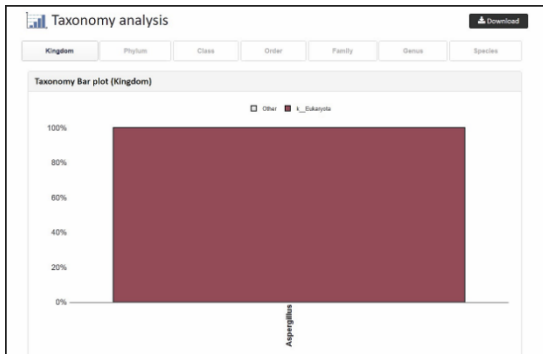 Taxonomy analysis
Download
Kingdom Phylum Class Order Family Genus Species
Taxonomy Bar plot (Kingdom)
Other k__Eukaryota
100%
80%
60%
40%
20%
0%
Aspergillus